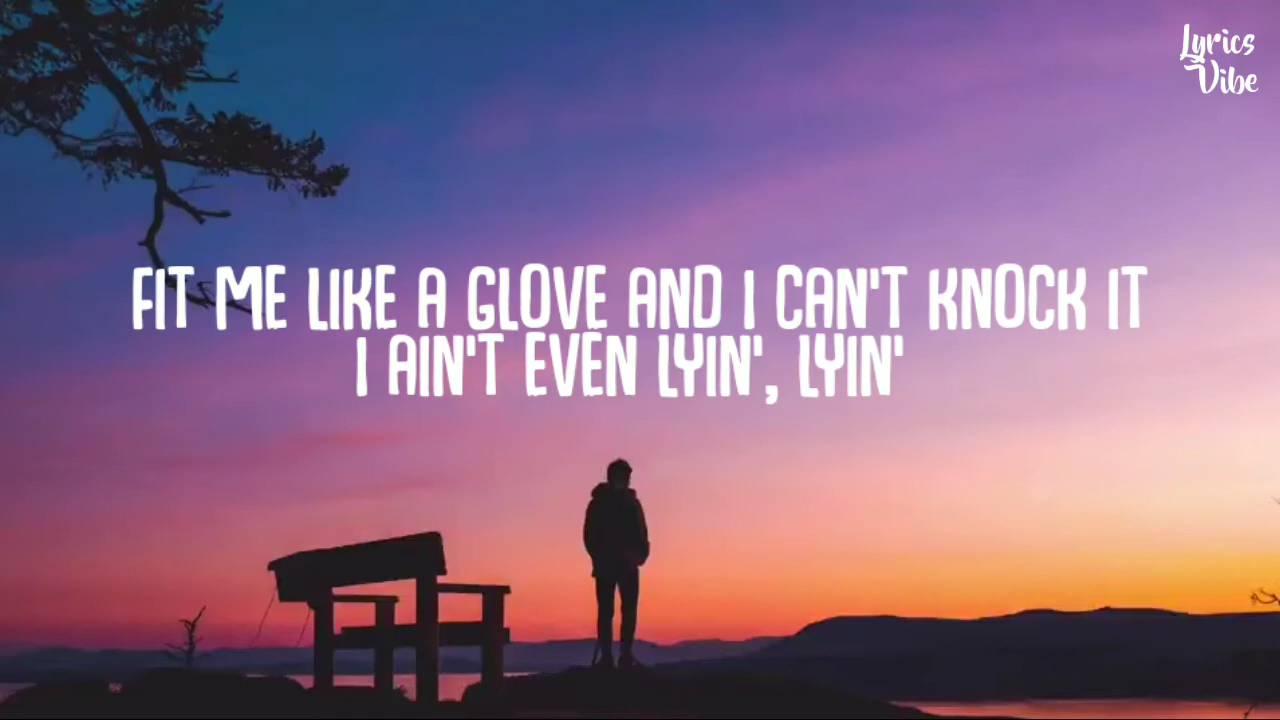 Lyrics
Vibe
FIT ME LIKE A GLOVE AND I CAN'T KNOCK IT
I AIN'T EVEN LYIN', LYIN'